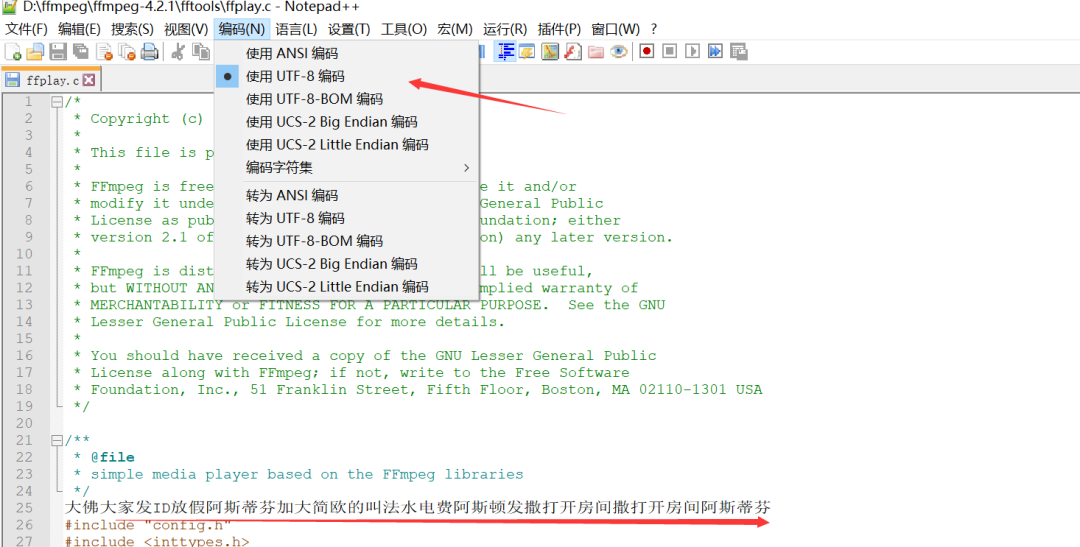 D:\ffmpeg\ffmpeg-4.2.1\fftools\ffplay.c - Notepad++
文件(F) 编辑(E) 搜索(S) 视图(V) 编码(N) 语言(L) 设置(T) 工具(O) 宏(M) 运行(R) 插件(P) 窗口(W) ?
使用 ANSI 编码
使用 UTF-8 编码
使用 UTF-8-BOM 编码
使用 UCS-2 Big Endian 编码
使用 UCS-2 Little Endian 编码
编码字符集
转为 ANSI 编码
转为 UTF-8 编码
转为 UTF-8-BOM 编码
转为 UCS-2 Big Endian 编码
转为 UCS-2 Little Endian 编码
ffplay.c
1 /*
2 * Copyright (c)
3 *
4 * This file is p
5 *
6 * FFmpeg is free e it and/or
7 * modify it unde General Public
8 * License as pub undation; either
9 * version 2.1 of on) any later version.
10 *
11 * FFmpeg is dist ll be useful,
12 * but WITHOUT AN mplied warranty of
13 * MERCHANTABILITY or FITNESS FOR A PARTICULAR PURPOSE. See the GNU
14 * Lesser General Public License for more details.
15 *
16 * You should have received a copy of the GNU Lesser General Public
17 * License along with FFmpeg; if not, write to the Free Software
18 * Foundation, Inc., 51 Franklin Street, Fifth Floor, Boston, MA 02110-1301 USA
19 */
20
21 /**
22 * @file
23 * simple media player based on the FFmpeg libraries
24 */
25 大佛大家发ID放假阿斯蒂芬加大简欧的叫法水电费阿斯顿发撒打开房间撒打开房间阿斯蒂芬
26 #include "config.h"
27 #include <inttypes.h>